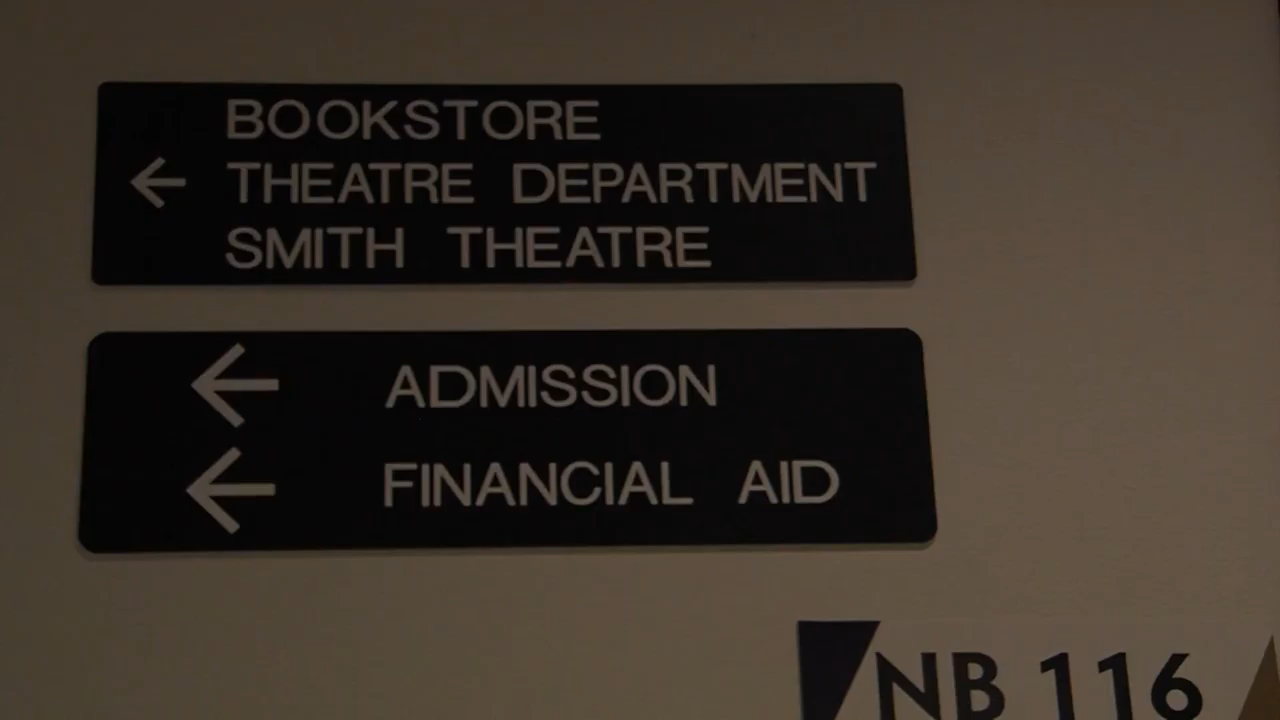 BOOKSTORE
THEATRE DEPARTMENT
SMITH THEATRE
ADMISSION
FINANCIAL AID
NB 116